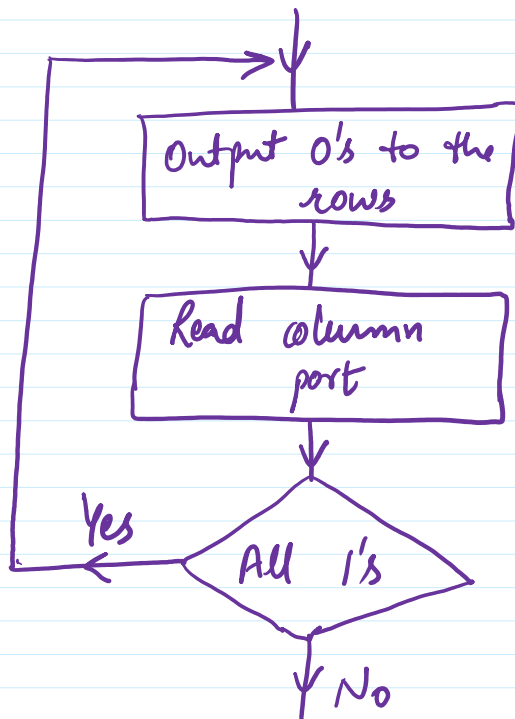 Output 0's to the
rows
Read column
port
Yes
All 1's
No